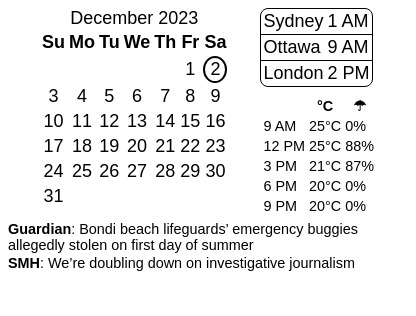 December 2023
Su Mo Tu We Th Fr Sa
1 2
3 4 5 6 7 8 9
10 11 12 13 14 15 16
17 18 19 20 21 22 23
24 25 26 27 28 29 30
31
Sydney 1 AM
Ottawa 9 AM
London 2 PM
°C ☂
9 AM 25°C 0%
12 PM 25°C 88%
3 PM 21°C 87%
6 PM 20°C 0%
9 PM 20°C 0%
Guardian: Bondi beach lifeguards’ emergency buggies
allegedly stolen on first day of summer
SMH: We’re doubling down on investigative journalism